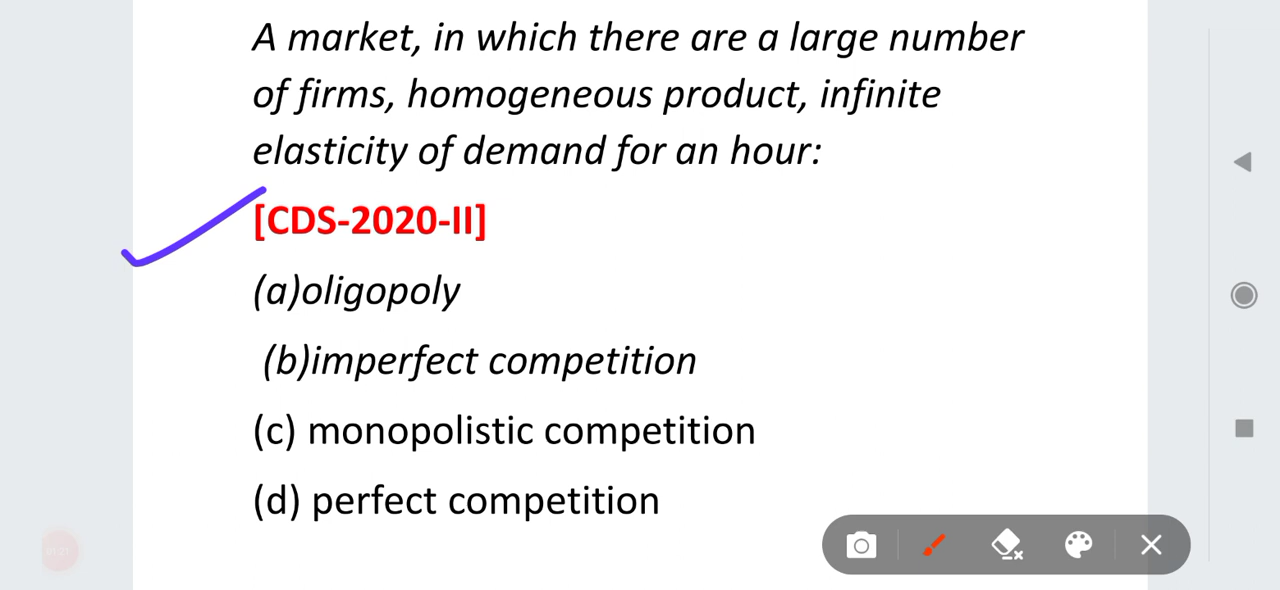 A market, in which there are a large number
of firms, homogeneous product, infinite
elasticity of demand for an hour:
[CDS-2020-II]
(a)oligopoly
(b)imperfect competition
(c) monopolistic competition
(d) perfect competition